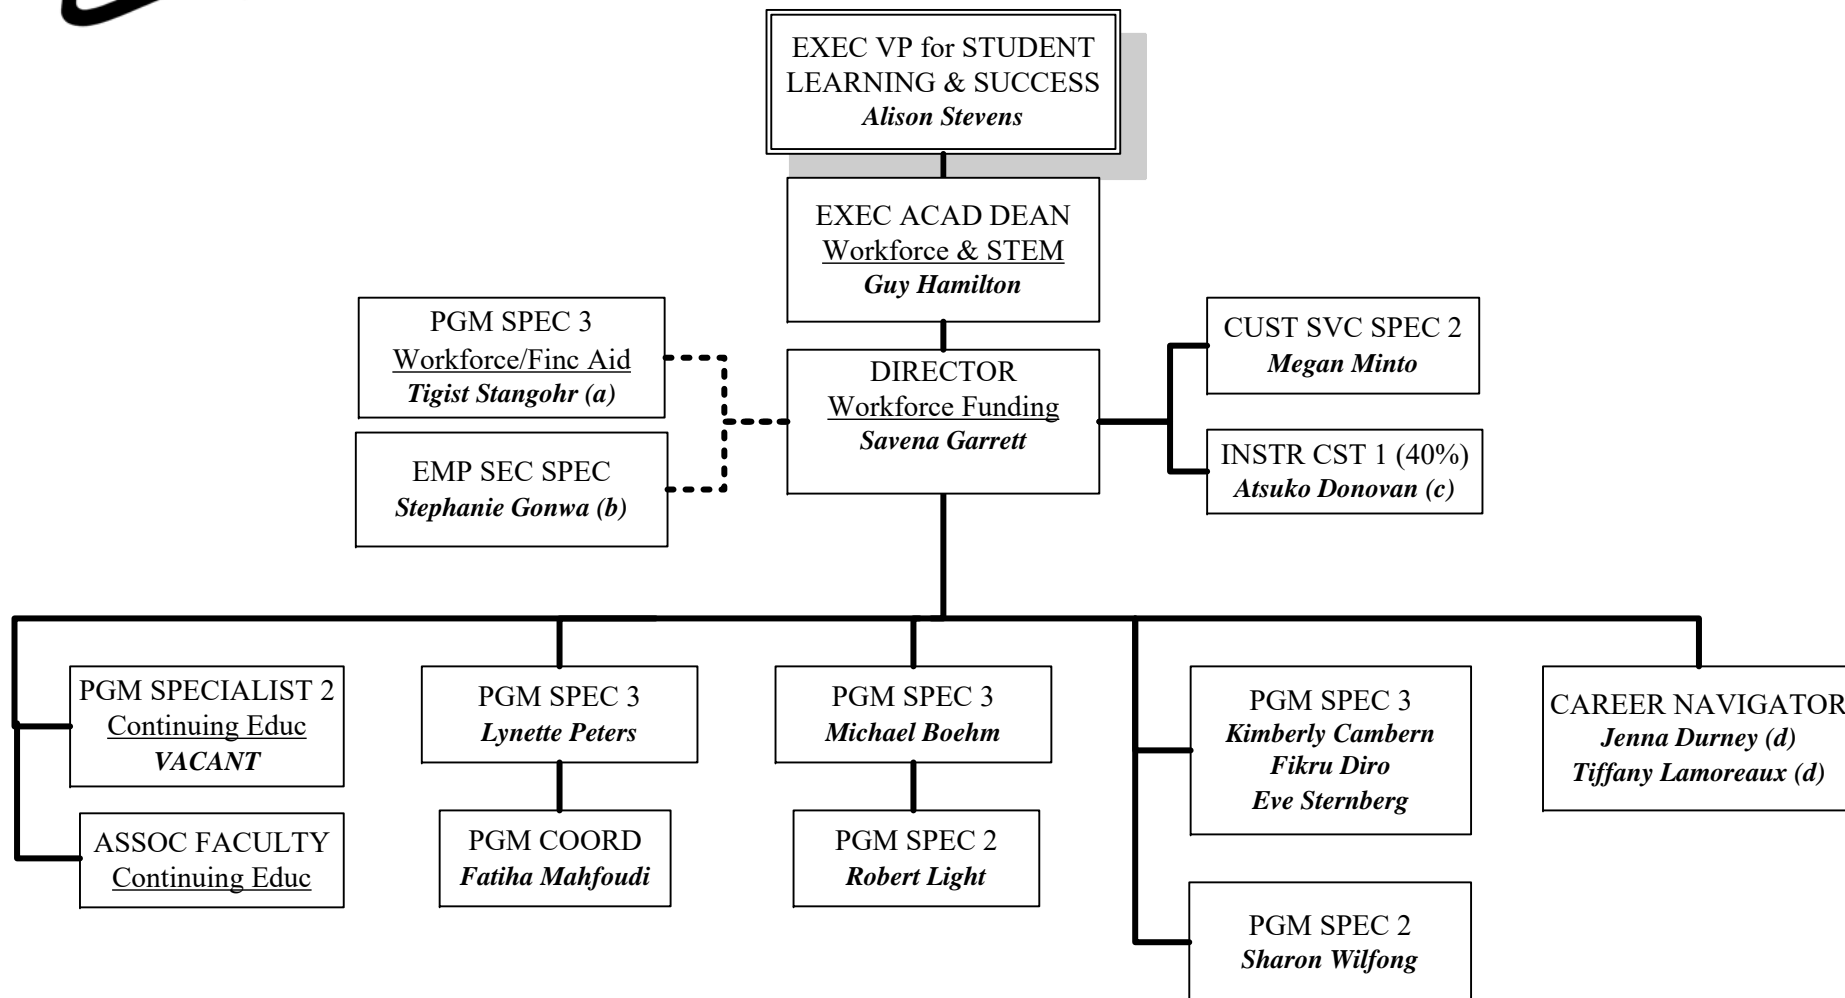 EXEC VP for STUDENT
LEARNING & SUCCESS
Alison Stevens
EXEC ACAD DEAN
Workforce & STEM
Guy Hamilton
PGM SPEC 3
Workforce/Finc Aid
Tigist Stangohr (a)
EMP SEC SPEC
Stephanie Gonwa (b)
DIRECTOR
Workforce Funding
Savena Garrett
CUST SVC SPEC 2
Megan Minto
INSTR CST 1 (40%)
Atsuko Donovan (c)
PGM SPECIALIST 2
Continuing Educ
VACANT
ASSOC FACULTY
Continuing Educ
PGM SPEC 3
Lynette Peters
PGM COORD
Fatiha Mahfoudi
PGM SPEC 3
Michael Boehm
PGM SPEC 2
Robert Light
PGM SPEC 3
Kimberly Cambern
Fikru Diro
Eve Sternberg
PGM SPEC 2
Sharon Wilfong
CAREER NAVIGATOR
Jenna Durney (d)
Tiffany Lamoreaux (d)